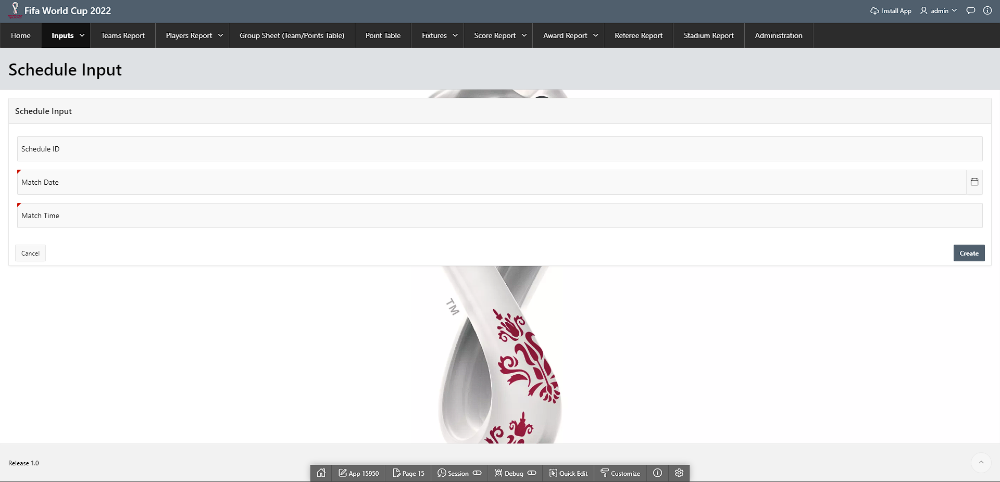 Fifa World Cup 2022
Install App
admin
Home
Inputs
Teams Report
Players Report
Group Sheet (Team/Points Table)
Point Table
Fixtures
Score Report
Award Report
Referee Report
Stadium Report
Administration
Schedule Input
Schedule Input
Schedule ID
Match Date
Match Time
Cancel
Create
TM
Release 1.0
App 15950
Page 15
Session
Debug
Quick Edit
Customize